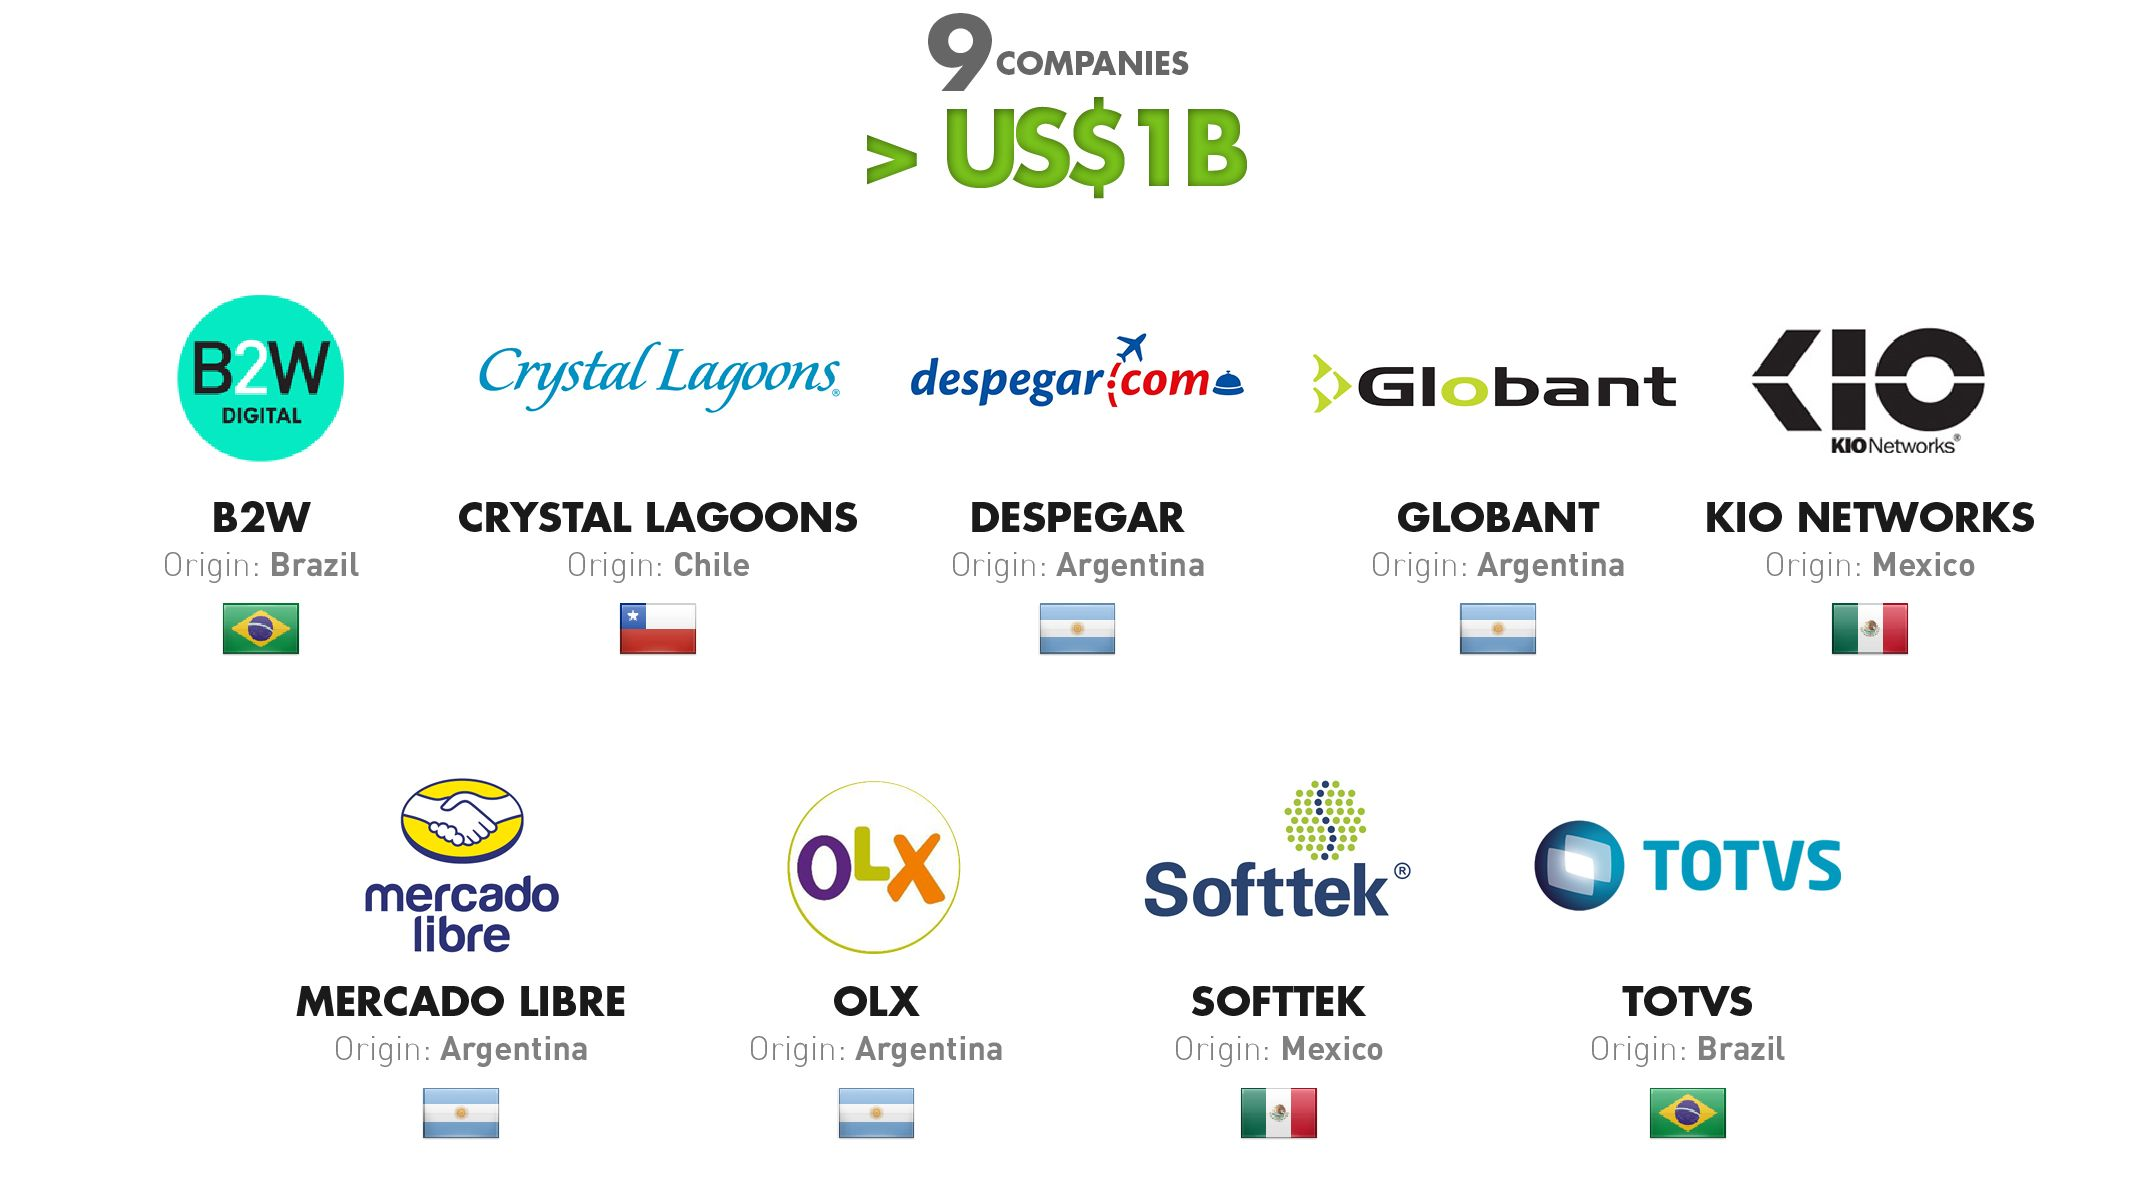 9 COMPANIES
> US$1B
B2W
DIGITAL
Crystal Lagoons®
despegar.com
Globant
KIO
KIO Networks®
B2W
CRYSTAL LAGOONS
DESPEGAR
GLOBANT
KIO NETWORKS
Origin: Brazil
Origin: Chile
Origin: Argentina
Origin: Argentina
Origin: Mexico
mercado
libre
OLX
Softtek®
TOTVS
MERCADO LIBRE
OLX
SOFTTEK
TOTVS
Origin: Argentina
Origin: Argentina
Origin: Mexico
Origin: Brazil